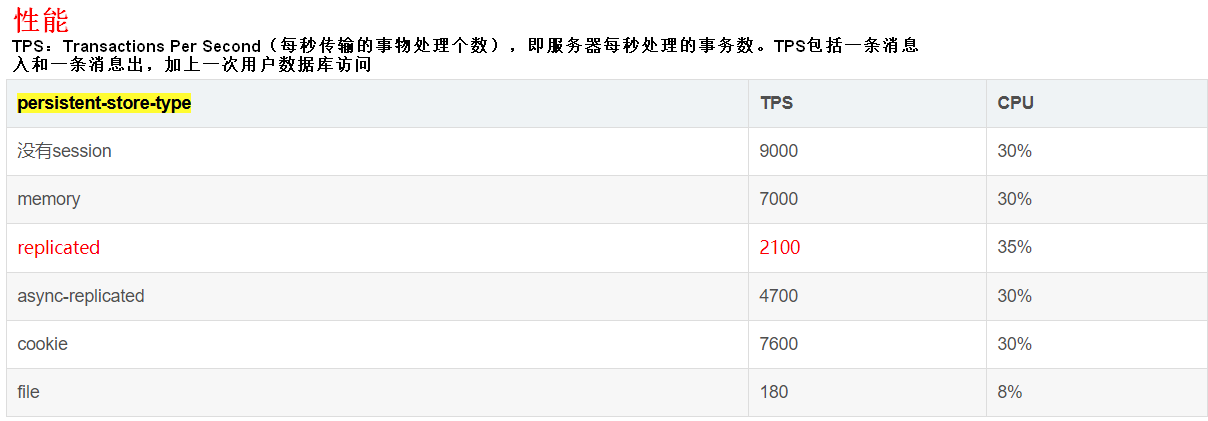 性能
TPS：Transactions Per Second（每秒传输的事物处理个数），即服务器每秒处理的事务数。TPS包括一条消息
入和一条消息出，加上一次用户数据库访问
persistent-store-type TPS CPU
没有session 9000 30%
memory 7000 30%
replicated 2100 35%
async-replicated 4700 30%
cookie 7600 30%
file 180 8%